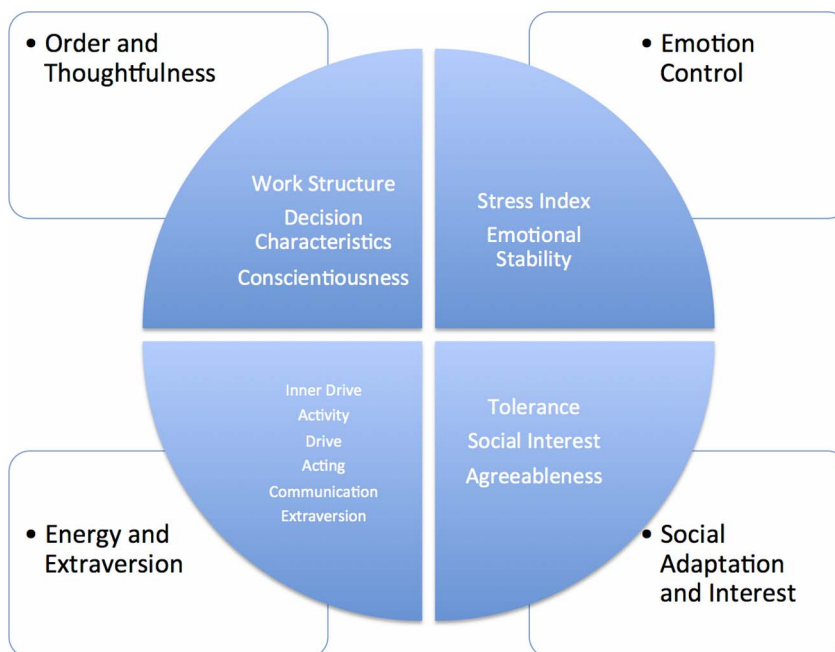 • Order and
Thoughtfulness
• Emotion
Control
Work Structure
Decision
Characteristics
Conscientiousness
Stress Index
Emotional
Stability
Inner Drive
Activity
Drive
Acting
Communication
Extraversion
Tolerance
Social Interest
Agreeableness
• Energy and
Extraversion
• Social
Adaptation
and Interest